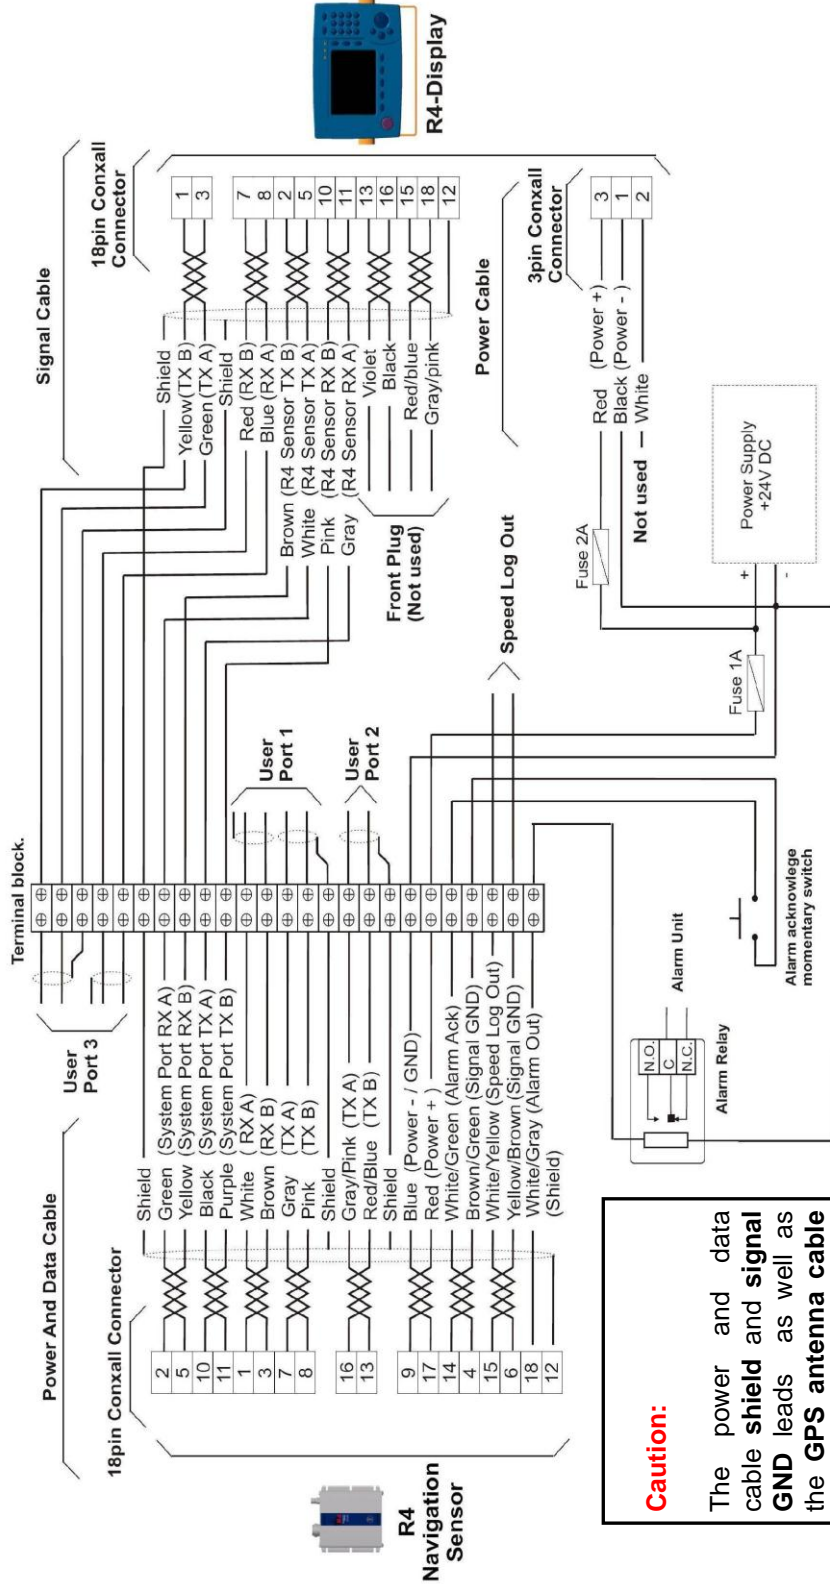 Power And Data Cable
18pin Conxall Connector
R4
Navigation
Sensor
2
5
10
11
1
3
7
8
16
13
9
17
14
4
15
6
18
12
Shield
Green (System Port RX A)
Yellow (System Port RX B)
Black (System Port TX A)
Purple (System Port TX B)
White ( RX A)
Brown (RX B)
Gray (TX A)
Pink (TX B)
Shield
Gray/Pink (TX A)
Red/Blue (TX B)
Shield
Blue (Power - / GND)
Red (Power + )
White/Green (Alarm Ack)
Brown/Green (Signal GND)
White/Yellow (Speed Log Out)
Yellow/Brown (Signal GND)
White/Gray (Alarm Out)
(Shield)
User
Port 3
Terminal block.
User
Port 1
User
Port 2
Speed Log Out
Signal Cable
18pin Conxall
Connector
Shield
Yellow(TX B)
Green (TX A)
Shield
Red (RX B)
Blue (RX A)
Brown (R4 Sensor TX B)
White (R4 Sensor TX A)
Pink (R4 Sensor RX B)
Gray (R4 Sensor RX A)
Violet
Black
Red/blue
Gray/pink
Front Plug
(Not used)
1
3
7
8
2
5
10
11
13
16
15
18
12
R4-Display
Power Cable
3pin Conxall
Connector
Red (Power +)
Black (Power - )
White
Not used
3
1
2
Fuse 2A
Fuse 1A
Power Supply
+24V DC
+
-
Alarm acknowlege
momentary switch
Alarm Unit
N.O.
C
N.C.
Alarm Relay
Caution:
The power and data
cable shield and signal
GND leads as well as
the GPS antenna cable